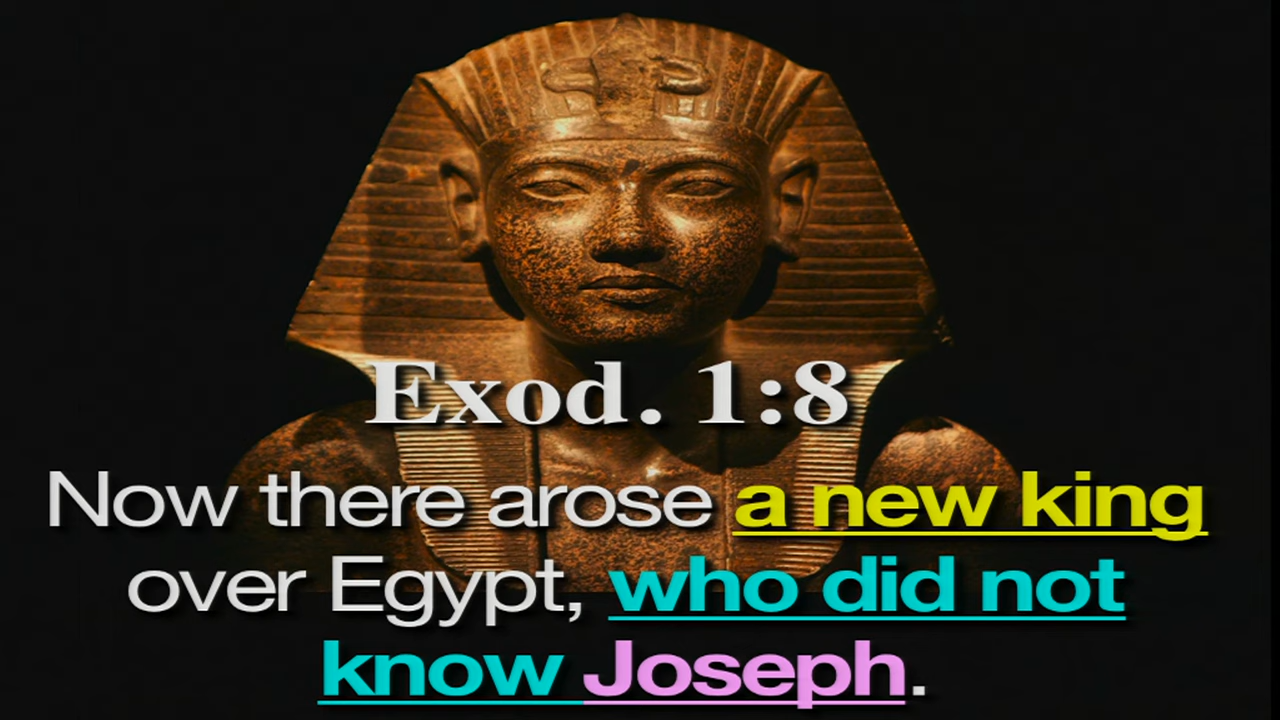 Exod. 1:8
Now there arose a new king
over Egypt, who did not
know Joseph.